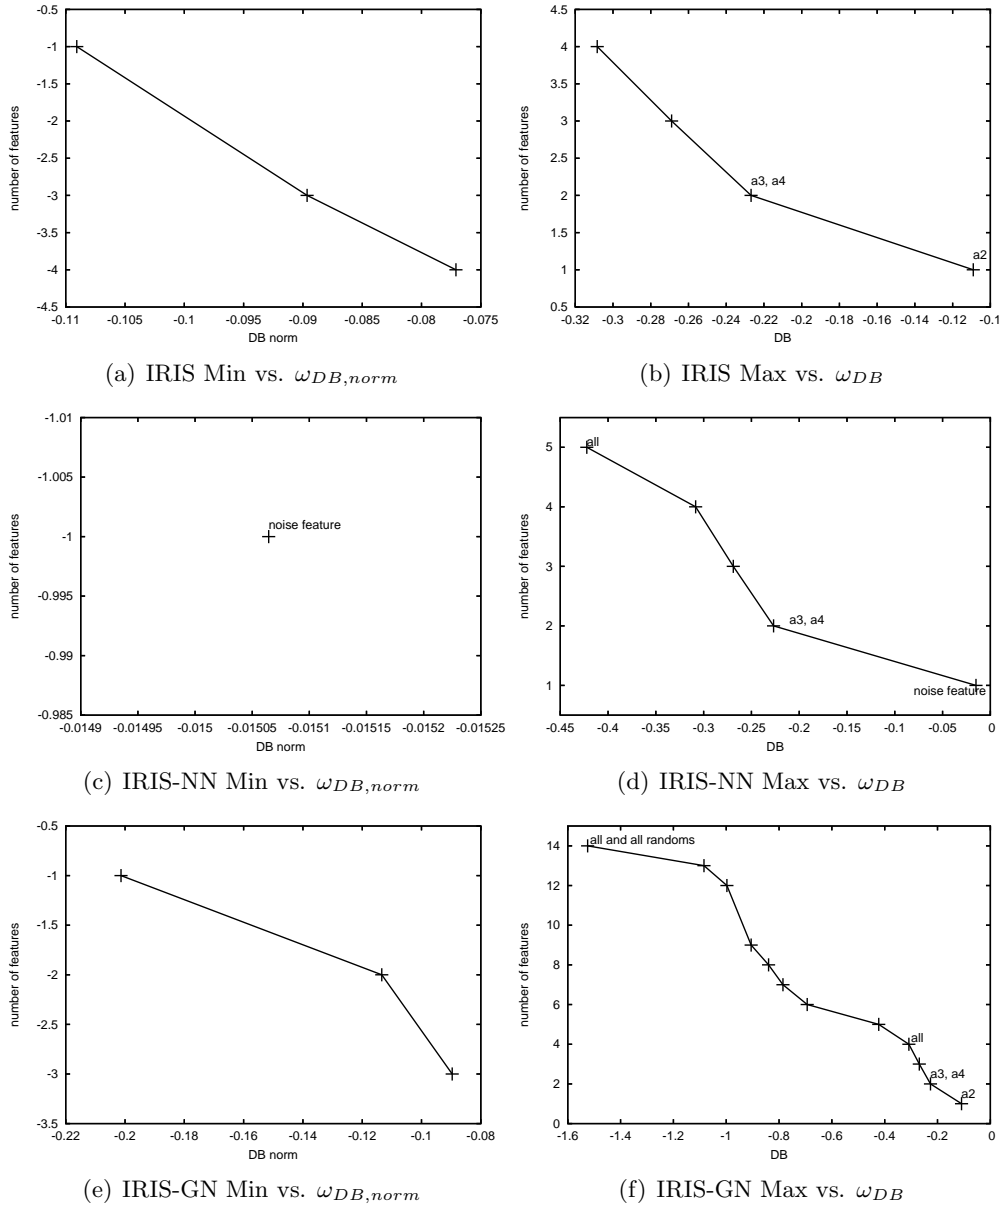 -0.5
-1
-1.5
-2
-2.5
-3
-3.5
-4
-4.5
number of features
-0.11 -0.105 -0.1 -0.095 -0.09 -0.085 -0.08 -0.075
DB norm
(a) IRIS Min vs. ωDB,norm
4.5
4
3.5
3
2.5
2
1.5
1
0.5
number of features
a3, a4
a2
-0.32 -0.3 -0.28 -0.26 -0.24 -0.22 -0.2 -0.18 -0.16 -0.14 -0.12 -0.1
DB
(b) IRIS Max vs. ωDB
-1.01
-1.005
-1
-0.995
-0.99
-0.985
number of features
noise feature
-0.0149 -0.01495 -0.015 -0.01505 -0.0151 -0.01515 -0.0152 -0.01525
DB norm
(c) IRIS-NN Min vs. ωDB,norm
5
4
3
2
1
number of features
all
a3, a4
noise feature
-0.45 -0.4 -0.35 -0.3 -0.25 -0.2 -0.15 -0.1 -0.05 0
DB
(d) IRIS-NN Max vs. ωDB
-0.5
-1
-1.5
-2
-2.5
-3
-3.5
number of features
-0.22 -0.2 -0.18 -0.16 -0.14 -0.12 -0.1 -0.08
DB norm
(e) IRIS-GN Min vs. ωDB,norm
14
12
10
8
6
4
2
0
number of features
all and all randoms
all
a3, a4
a2
-1.6 -1.4 -1.2 -1 -0.8 -0.6 -0.4 -0.2 0
DB
(f) IRIS-GN Max vs. ωDB